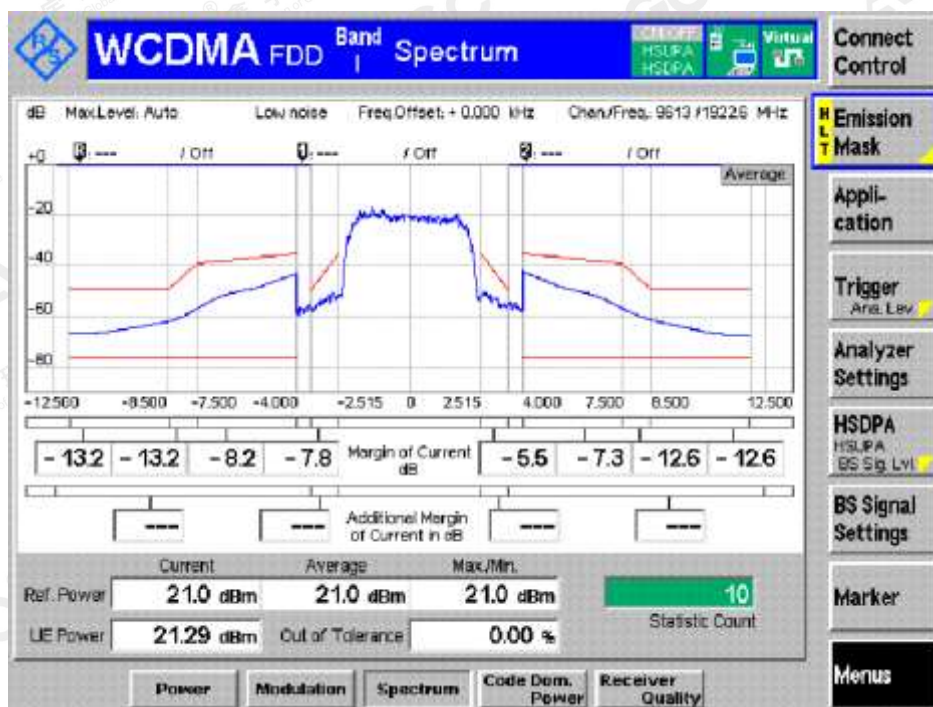 WCDMA FDD Band I Spectrum
HSUPA
HSDPA
Virtual
Connect Control
dB Max.Level: Auto Low noise Freq.Offset: + 0.000 kHz Chan./Freq.: 9613 / 1922.6 MHz
R: --- / Off 1: --- / Off 2: --- / Off
Average
+0
-20
-40
-60
-80
-12.500 -8.500 -7.500 -4.000 -2.515 0 2.515 4.000 7.500 8.500 12.500
- 13.2 - 13.2 - 8.2 - 7.8 Margin of Current dB - 5.5 - 7.3 - 12.6 - 12.6
--- --- Additional Margin of Current in dB --- ---
Current Average Max./Min.
Ref. Power 21.0 dBm 21.0 dBm 21.0 dBm 10
Statistic Count
UE Power 21.29 dBm Out of Tolerance 0.00 %
Power Modulation Spectrum Code Dom. Power Receiver Quality
HLT Emission Mask
Appli-
cation
Trigger
Ana. Lev.
Analyzer
Settings
HSDPA
HSUPA
BS Sig. Lvl.
BS Signal
Settings
Marker
Menus